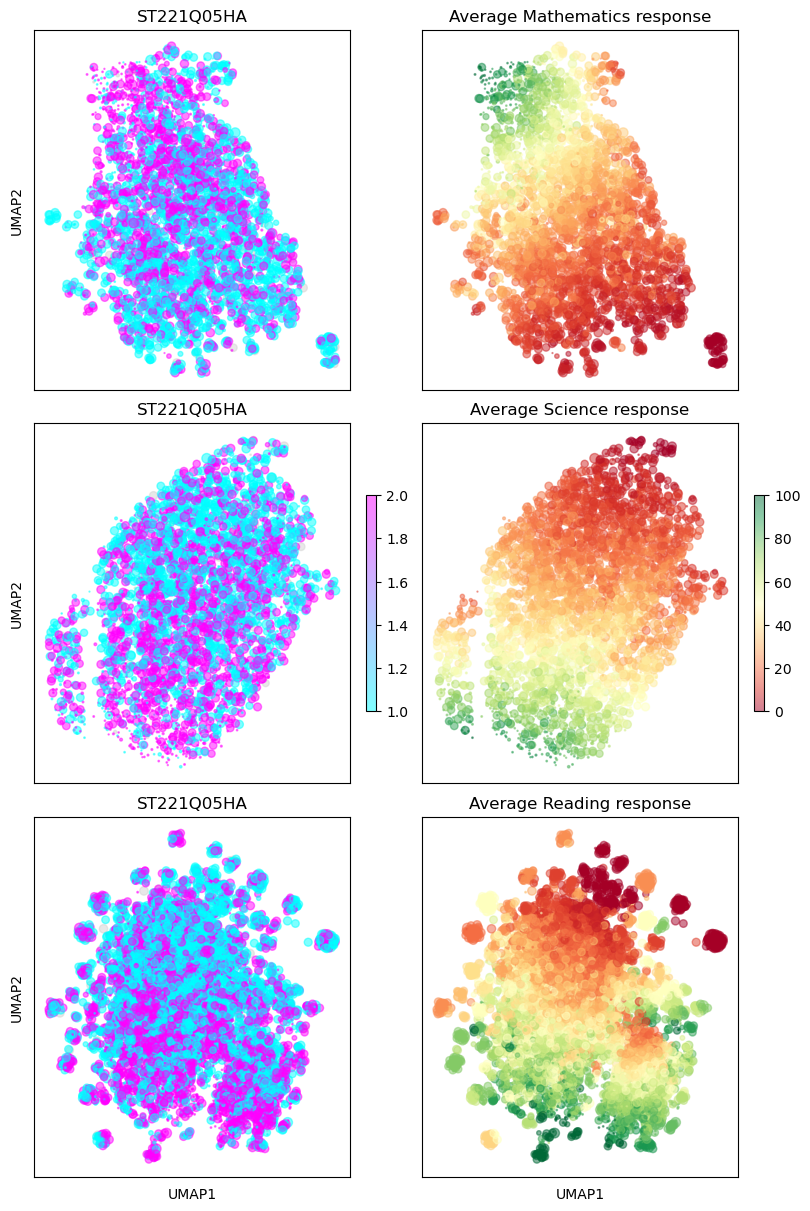 ST221Q05HA
Average Mathematics response
UMAP2
ST221Q05HA
Average Science response
UMAP2
2.0
1.8
1.6
1.4
1.2
1.0
100
80
60
40
20
0
ST221Q05HA
Average Reading response
UMAP2
UMAP1
UMAP1